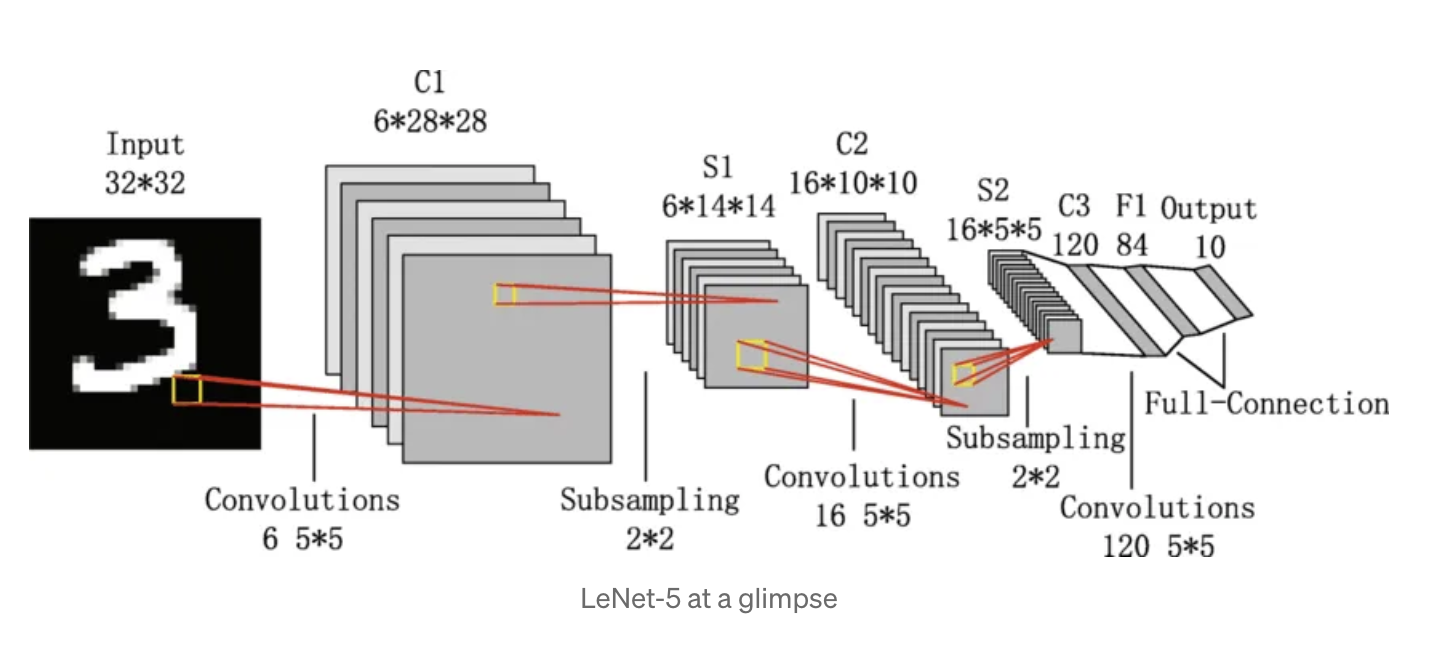 Input
32*32
C1
6*28*28
S1
6*14*14
C2
16*10*10
S2
16*5*5
C3
120
F1
84
Output
10
Convolutions
6 5*5
Subsampling
2*2
Convolutions
16 5*5
Subsampling
2*2
Convolutions
120 5*5
Full-Connection
3
LeNet-5 at a glimpse